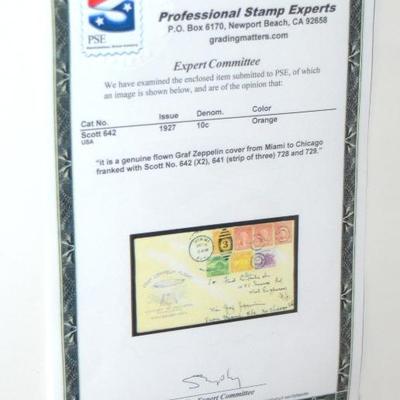 PSE
Professional Stamp Experts
P.O. Box 6170, Newport Beach, CA 92658
gradingmatters.com
Expert Committee
We have examined the enclosed item submitted to PSE, of which
an image is shown below, and are of the opinion that:
Cat No. Issue Denom. Color
Scott 642 1927 10c Orange
USA
"it is a genuine flown Graf Zeppelin cover from Miami to Chicago
franked with Scott No. 642 (X2), 641 (strip of three) 728 and 729."
3
Expert Committee